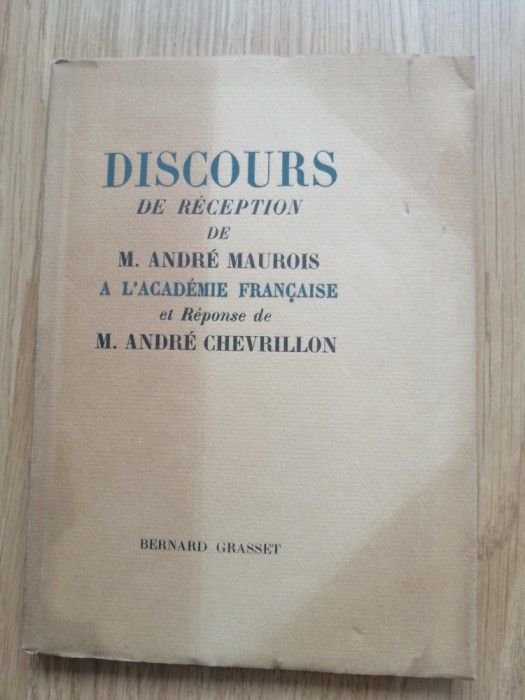 DISCOURS
DE RÉCEPTION
DE
M. ANDRÉ MAUROIS
A L'ACADÉMIE FRANÇAISE
et Réponse de
M. ANDRÉ CHEVRILLON
BERNARD GRASSET